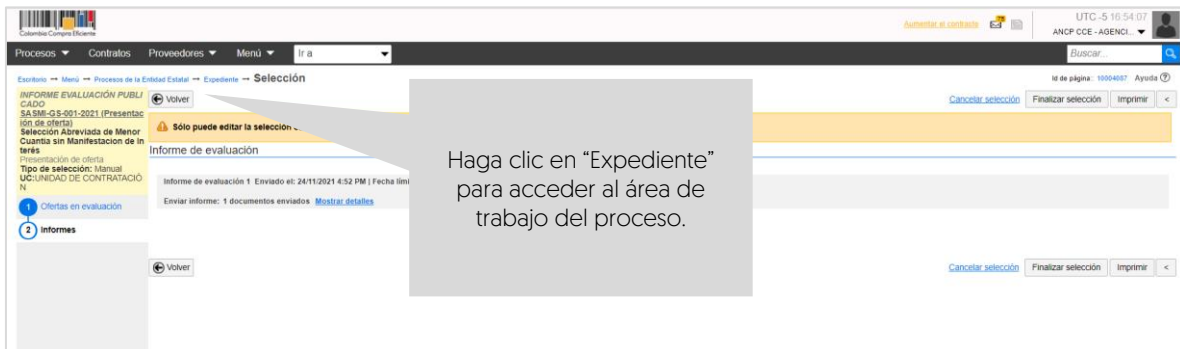 Colombia Compra Eficiente
Aumentar el contraste
UTC -5 16:54:07
ANCP CCE - AGENCI...
Procesos Contratos Proveedores Menú Ir a Buscar...
Escritorio → Menú → Procesos de la Entidad Estatal → Expediente → Selección
Id de página: 10004087 Ayuda
INFORME EVALUACIÓN PUBLI
CADO
SASMI-GS-001-2021 (Presentac
ión de oferta)
Selección Abreviada de Menor
Cuantia sin Manifestacion de In
terés
Presentación de oferta
Tipo de selección: Manual
UC:UNIDAD DE CONTRATACIÓ
N
1 Ofertas en evaluación
2 Informes
Volver
Cancelar selección Finalizar selección Imprimir <
Sólo puede editar la selección
Informe de evaluación
Informe de evaluación 1 Enviado el: 24/11/2021 4:52 PM | Fecha
Enviar informe: 1 documentos enviados Mostrar detalles
Haga clic en “Expediente”
para acceder al área de
trabajo del proceso.
Volver
Cancelar selección Finalizar selección Imprimir <